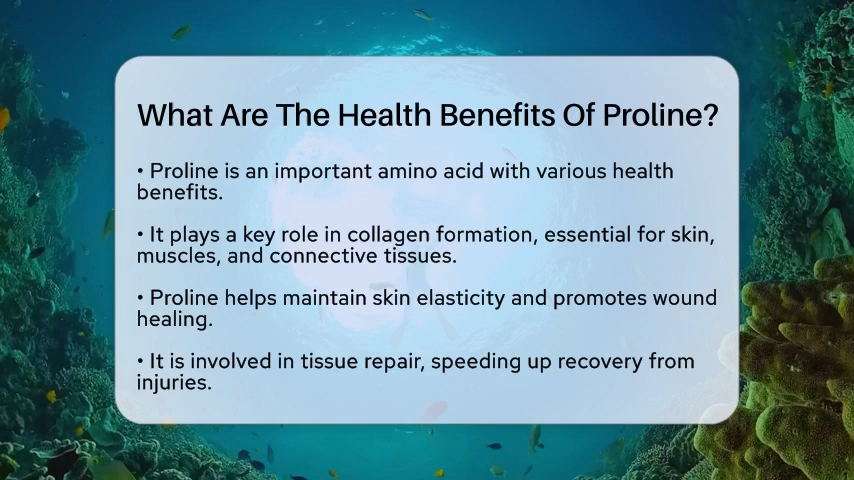 What Are The Health Benefits Of Proline?
• Proline is an important amino acid with various health
benefits.
• It plays a key role in collagen formation, essential for skin,
muscles, and connective tissues.
• Proline helps maintain skin elasticity and promotes wound
healing.
• It is involved in tissue repair, speeding up recovery from
injuries.